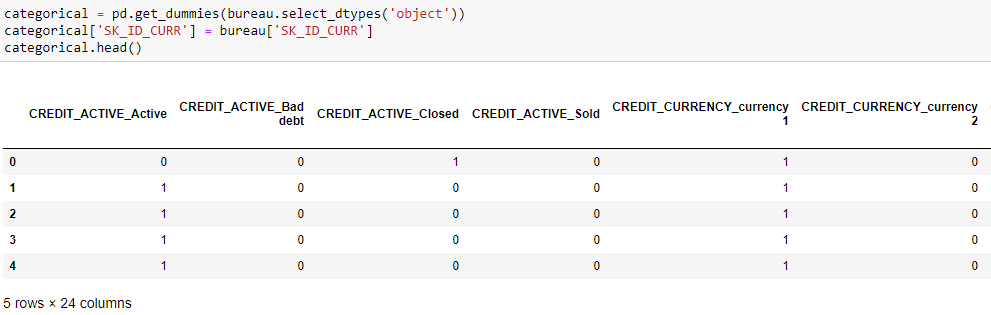 categorical = pd.get_dummies(bureau.select_dtypes('object'))
categorical['SK_ID_CURR'] = bureau['SK_ID_CURR']
categorical.head()
CREDIT_ACTIVE_Active CREDIT_ACTIVE_Bad debt CREDIT_ACTIVE_Closed CREDIT_ACTIVE_Sold CREDIT_CURRENCY_currency 1 CREDIT_CURRENCY_currency 2
0 0 0 1 0 1 0
1 1 0 0 0 1 0
2 1 0 0 0 1 0
3 1 0 0 0 1 0
4 1 0 0 0 1 0
5 rows × 24 columns